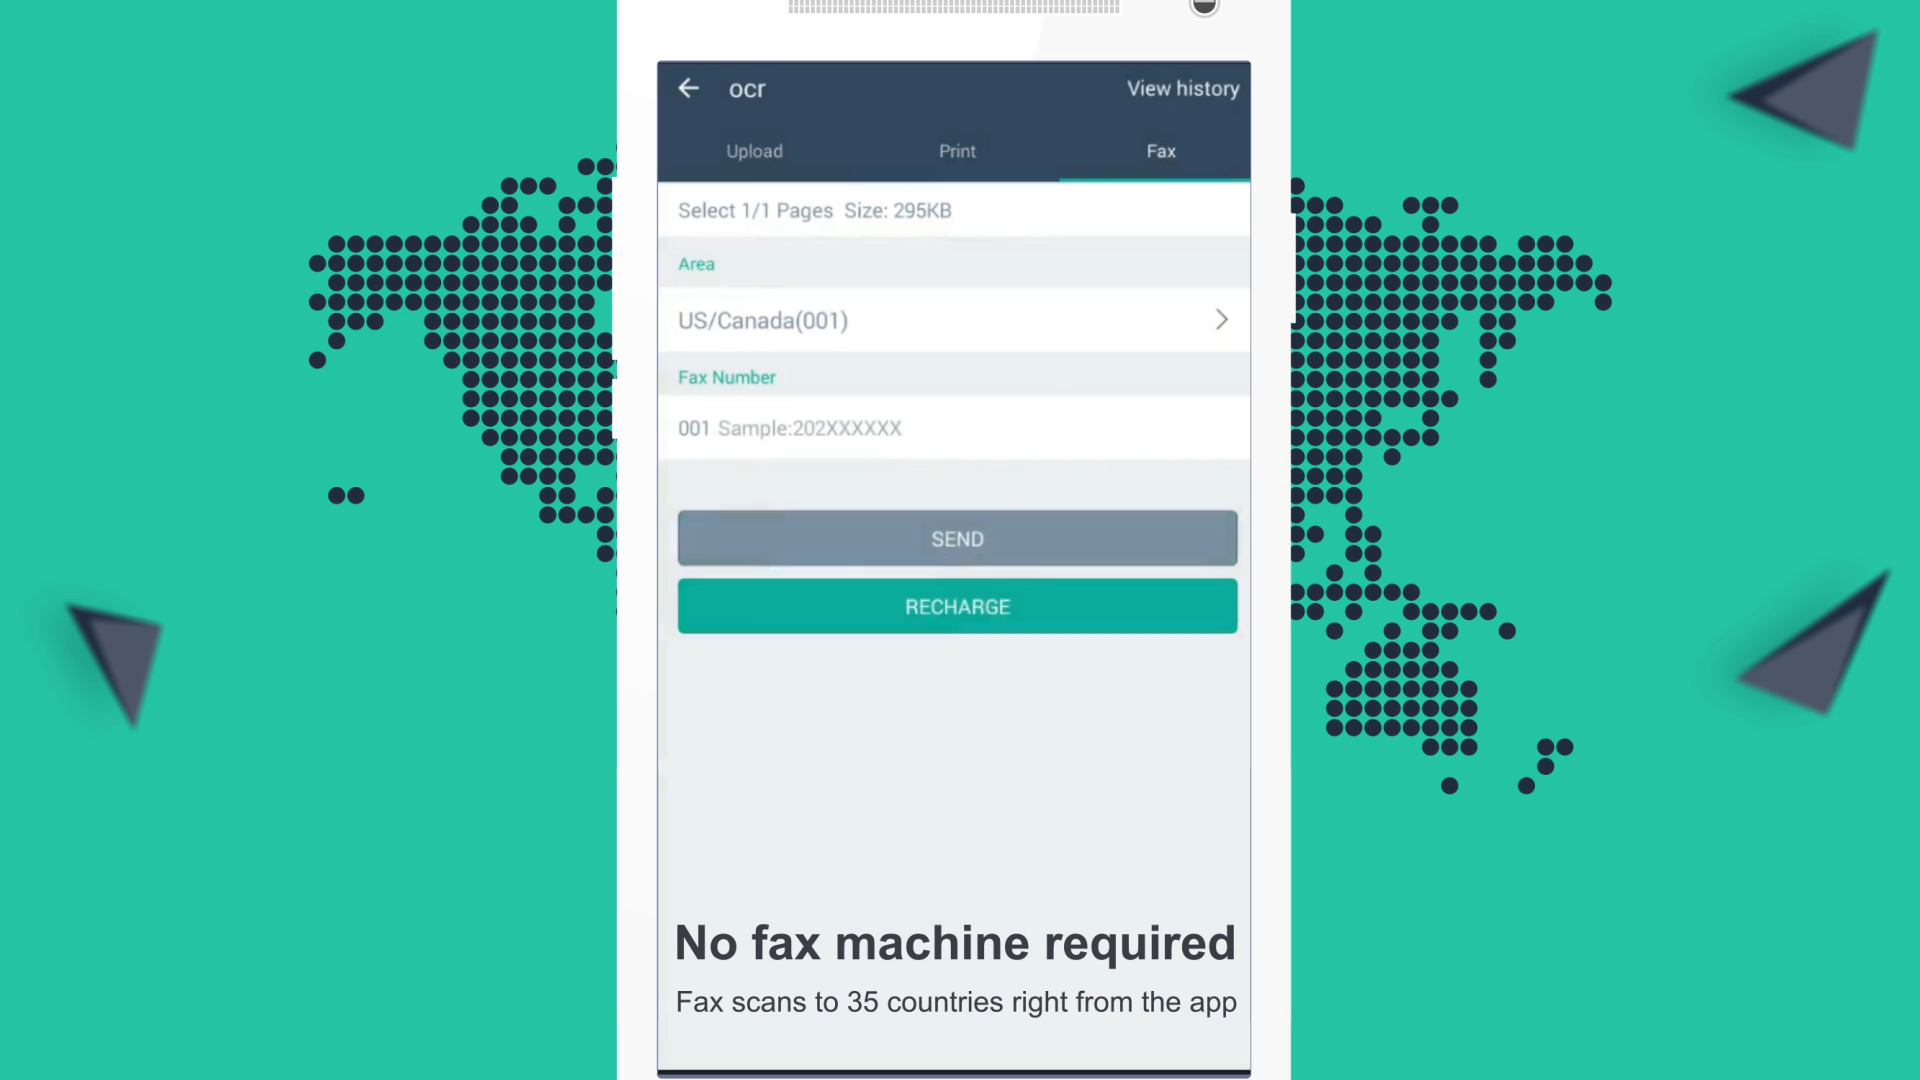 ocr
View history
Upload
Print
Fax
Select 1/1 Pages Size: 295KB
Area
US/Canada(001)
Fax Number
001 Sample:202XXXXXX
SEND
RECHARGE
No fax machine required
Fax scans to 35 countries right from the app